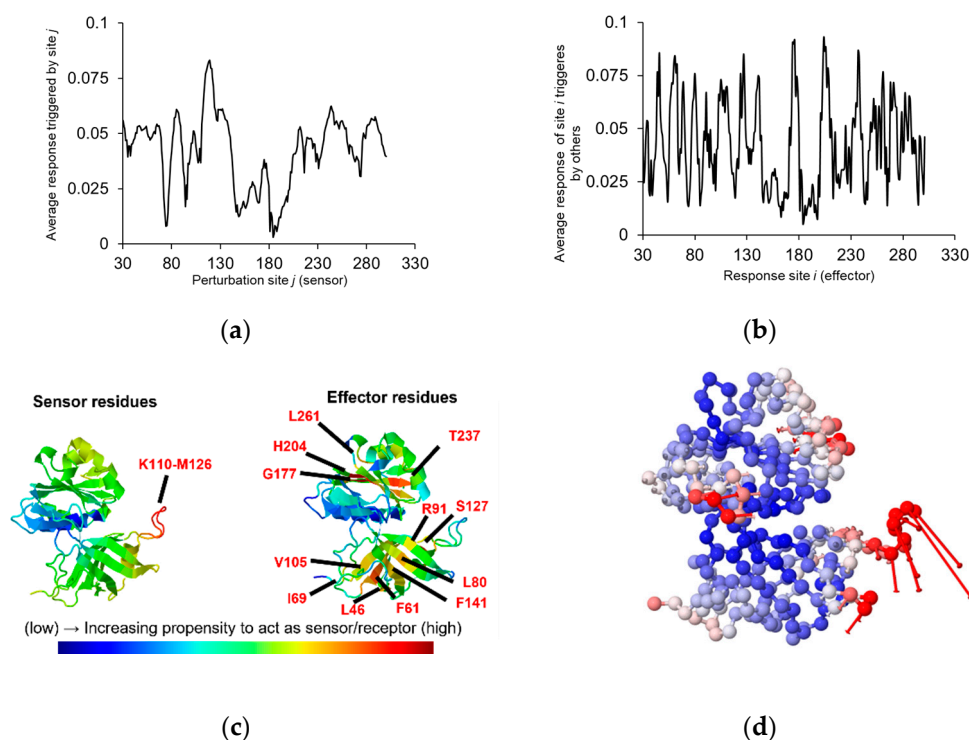 Average response triggered by site j
0.1
0.075
0.05
0.025
0
30 80 130 180 230 280 330
Perturbation site j (sensor)
(a)
Average response of site i triggeres
by others
0.1
0.075
0.05
0.025
0
30 80 130 180 230 280 330
Response site i (effector)
(b)
Sensor residues
K110-M126
Effector residues
L261
H204
G177
T237
R91
S127
V105
I69
L46
F61
L80
F141
(low) → Increasing propensity to act as sensor/receptor (high)
(c)
(d)